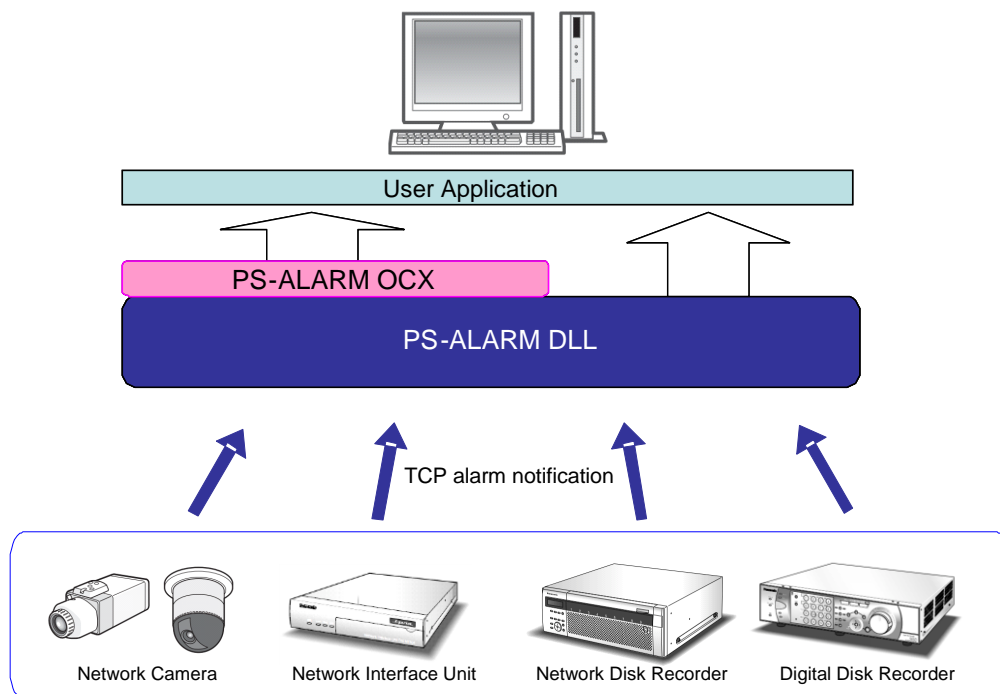 User Application
PS-ALARM OCX
PS-ALARM DLL
TCP alarm notification
Network Camera
Network Interface Unit
Network Disk Recorder
Digital Disk Recorder